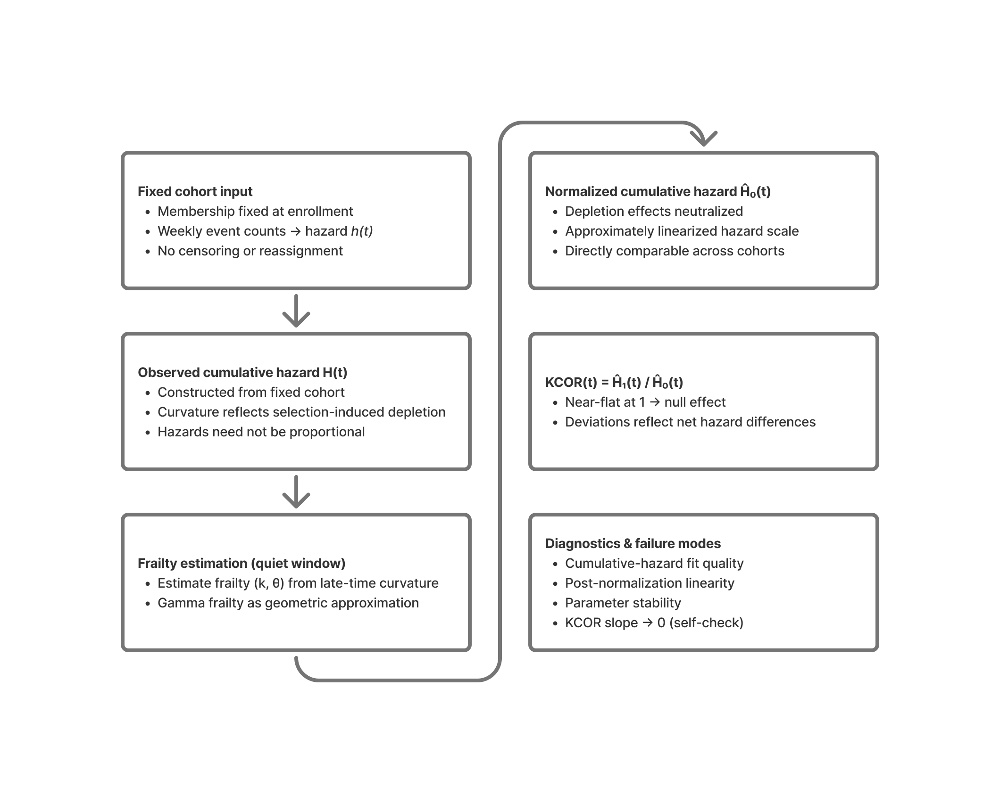 Fixed cohort input
• Membership fixed at enrollment
• Weekly event counts → hazard h(t)
• No censoring or reassignment
Observed cumulative hazard H(t)
• Constructed from fixed cohort
• Curvature reflects selection-induced depletion
• Hazards need not be proportional
Frailty estimation (quiet window)
• Estimate frailty (k, θ) from late-time curvature
• Gamma frailty as geometric approximation
Normalized cumulative hazard Ĥ₀(t)
• Depletion effects neutralized
• Approximately linearized hazard scale
• Directly comparable across cohorts
KCOR(t) = Ĥ₁(t) / Ĥ₀(t)
• Near-flat at 1 → null effect
• Deviations reflect net hazard differences
Diagnostics & failure modes
• Cumulative-hazard fit quality
• Post-normalization linearity
• Parameter stability
• KCOR slope → 0 (self-check)